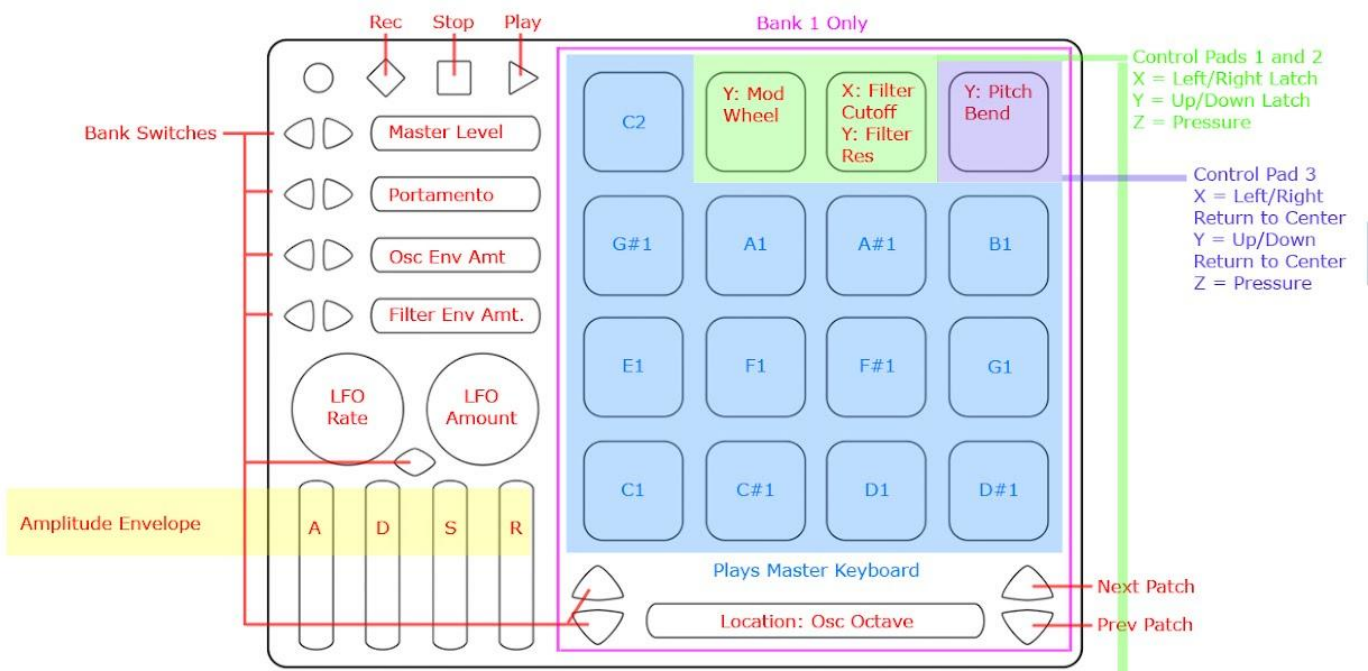 Rec Stop Play
Bank 1 Only
Control Pads 1 and 2
X = Left/Right Latch
Y = Up/Down Latch
Z = Pressure
Bank Switches
Master Level
Portamento
Osc Env Amt
Filter Env Amt.
C2
Y: Mod
Wheel
X: Filter
Cutoff
Y: Filter
Res
Y: Pitch
Bend
Control Pad 3
X = Left/Right
Return to Center
Y = Up/Down
Return to Center
Z = Pressure
G#1 A1 A#1 B1
LFO
Rate
LFO
Amount
E1 F1 F#1 G1
C1 C#1 D1 D#1
Amplitude Envelope
A D S R
Plays Master Keyboard
Location: Osc Octave
Next Patch
Prev Patch